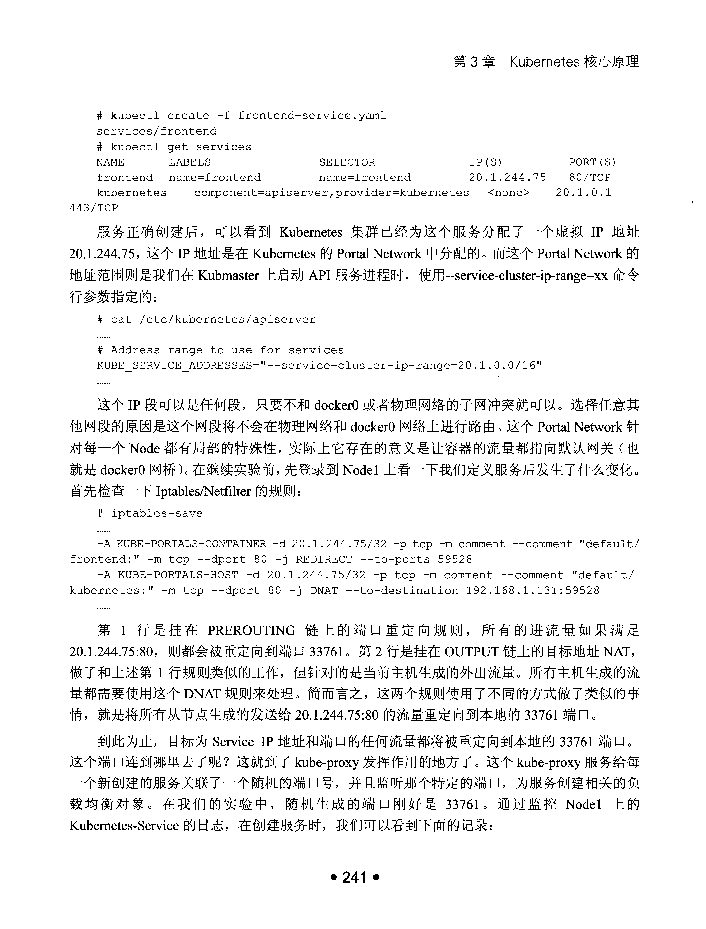 第 3 章 Kubernetes 核心原理
# kubectl create -f frontend-service.yaml
services/frontend
# kubectl get services
NAME LABELS SELECTOR IP(S) PORT(S)
frontend name=frontend name=frontend 20.1.244.75 80/TCP
kubernetes component=apiserver,provider=kubernetes <none> 20.1.0.1
443/TCP
服务正确创建后，可以看到 Kubernetes 集群已经为这个服务分配了一个虚拟 IP 地址
20.1.244.75，这个 IP 地址是在 Kubernetes 的 Portal Network 中分配的。而这个 Portal Network 的
地址范围则是我们在 Kubmaster 上启动 API 服务进程时，使用--service-cluster-ip-range=xx 命令
行参数指定的：
# cat /etc/kubernetes/apiserver
……
# Address range to use for services
KUBE_SERVICE_ADDRESSES="--service-cluster-ip-range=20.1.0.0/16"
……
这个 IP 段可以是任何段，只要不和 docker0 或者物理网络的子网冲突就可以。选择任意其
他网段的原因是这个网段将不会在物理网络和 docker0 网络上进行路由。这个 Portal Network 针
对每一个 Node 都有局部的特殊性，实际上它存在的意义是让容器的流量都指向默认网关（也
就是 docker0 网桥）。在继续实验前，先登录到 Node1 上看一下我们定义服务后发生了什么变化。
首先检查一下 Iptables/Netfilter 的规则：
# iptables-save
……
-A KUBE-PORTALS-CONTAINER -d 20.1.244.75/32 -p tcp -m comment --comment "default/
frontend:" -m tcp --dport 80 -j REDIRECT --to-ports 59528
-A KUBE-PORTALS-HOST -d 20.1.244.75/32 -p tcp -m comment --comment "default/
kubernetes:" -m tcp --dport 80 -j DNAT --to-destination 192.168.1.131:59528
……
第 1 行是挂在 PREROUTING 链上的端口重定向规则，所有的进流量如果满足
20.1.244.75:80，则都会被重定向到端口 33761。第 2 行是挂在 OUTPUT 链上的目标地址 NAT，
做了和上述第 1 行规则类似的工作，但针对的是当前主机生成的外出流量。所有主机生成的流
量都需要使用这个 DNAT 规则来处理。简而言之，这两个规则使用了不同的方式做了类似的事
情，就是将所有从节点生成的发送给 20.1.244.75:80 的流量重定向到本地的 33761 端口。
到此为止，目标为 Service IP 地址和端口的任何流量都将被重定向到本地的 33761 端口。
这个端口连到哪里去了呢？这就到了 kube-proxy 发挥作用的地方了。这个 kube-proxy 服务给每
一个新创建的服务关联了一个随机的端口号，并且监听那个特定的端口，为服务创建相关的负
载均衡对象。在我们的实验中，随机生成的端口刚好是 33761。通过监控 Node1 上的
Kubernetes-Service 的日志，在创建服务时，我们可以看到下面的记录：
• 241 •